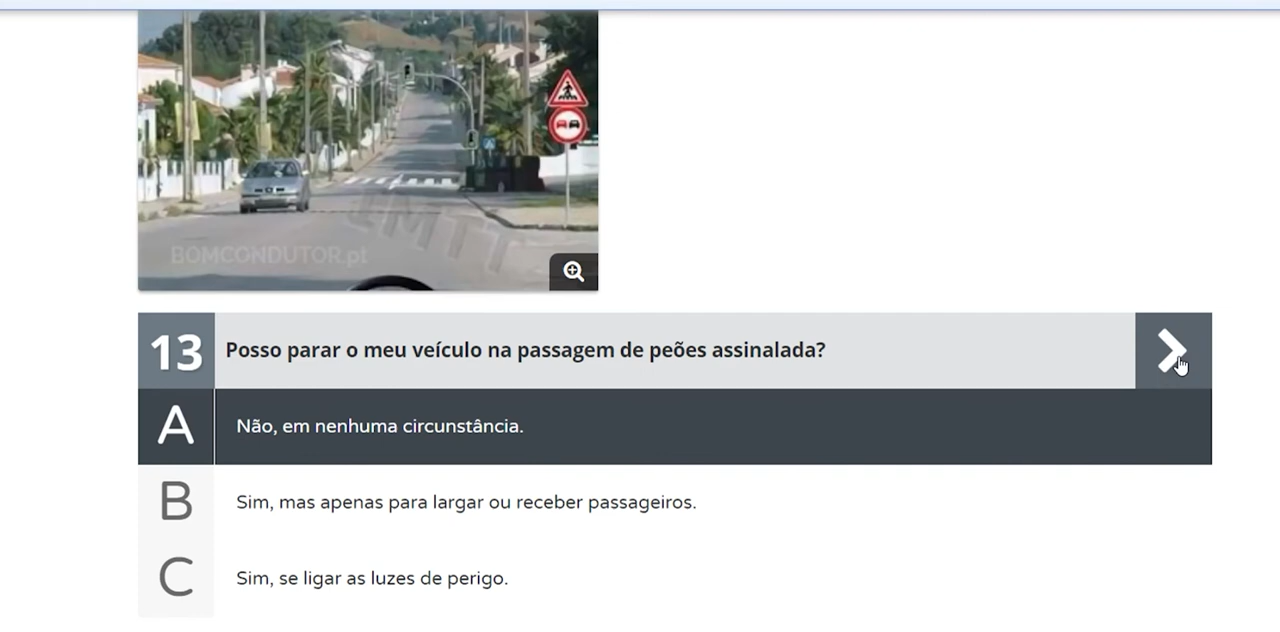 BOMCONDUTOR.pt
IMTT
13
Posso parar o meu veículo na passagem de peões assinalada?
A
Não, em nenhuma circunstância.
B
Sim, mas apenas para largar ou receber passageiros.
C
Sim, se ligar as luzes de perigo.